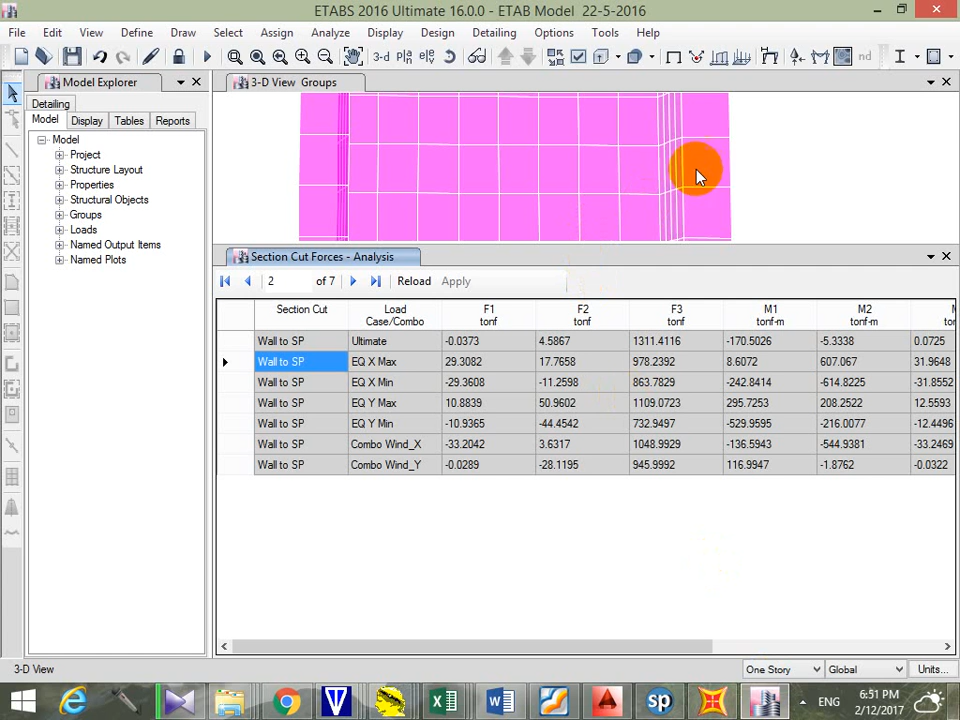 ETABS 2016 Ultimate 16.0.0 - ETAB Model 22-5-2016
File Edit View Define Draw Select Assign Analyze Display Design Detailing Options Tools Help
3-d nd
Model Explorer
3-D View Groups
Detailing
Model Display Tables Reports
Model
Project
Structure Layout
Properties
Structural Objects
Groups
Loads
Named Output Items
Named Plots
Section Cut Forces - Analysis
2 of 7 Reload Apply
Section Cut Load Case/Combo F1 tonf F2 tonf F3 tonf M1 tonf-m M2 tonf-m
Wall to SP Ultimate -0.0373 4.5867 1311.4116 -170.5026 -5.3338 0.0725
Wall to SP EQ X Max 29.3082 17.7658 978.2392 8.6072 607.067 31.9648
Wall to SP EQ X Min -29.3608 -11.2598 863.7829 -242.8414 -614.8225 -31.8552
Wall to SP EQ Y Max 10.8839 50.9602 1109.0723 295.7253 208.2522 12.5593
Wall to SP EQ Y Min -10.9365 -44.4542 732.9497 -529.9595 -216.0077 -12.4496
Wall to SP Combo Wind_X -33.2042 3.6317 1048.9929 -136.5943 -544.9381 -33.2469
Wall to SP Combo Wind_Y -0.0289 -28.1195 945.9992 116.9947 -1.8762 -0.0322
3-D View One Story Global Units...
ENG 6:51 PM
2/12/2017